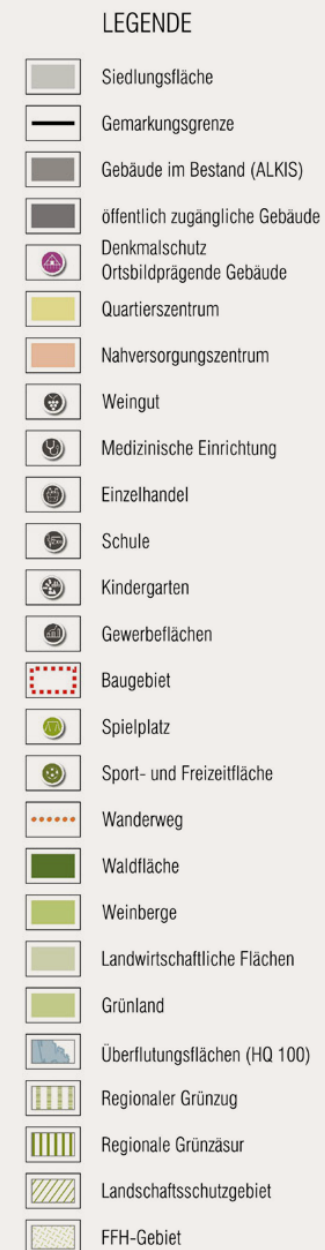 LEGENDE
Siedlungsfläche
Gemarkungsgrenze
Gebäude im Bestand (ALKIS)
öffentlich zugängliche Gebäude
Denkmalschutz
Ortsbildprägende Gebäude
Quartierszentrum
Nahversorgungszentrum
Weingut
Medizinische Einrichtung
Einzelhandel
Schule
Kindergarten
Gewerbeflächen
Baugebiet
Spielplatz
Sport- und Freizeitfläche
Wanderweg
Waldfläche
Weinberge
Landwirtschaftliche Flächen
Grünland
Überflutungsflächen (HQ 100)
Regionaler Grünzug
Regionale Grünzäsur
Landschaftsschutzgebiet
FFH-Gebiet